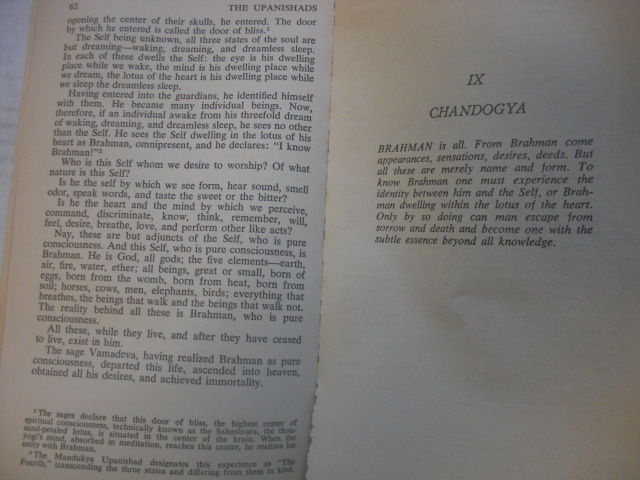 62
THE UPANISHADS
opening the center of their skulls, he entered. The door
by which he entered is called the door of bliss.¹
The Self being unknown, all three states of the soul are
but dreaming—waking, dreaming, and dreamless sleep.
In each of these dwells the Self: the eye is his dwelling
place while we wake, the mind is his dwelling place while
we dream, the lotus of the heart is his dwelling place while
we sleep the dreamless sleep.
Having entered into the guardians, he identified himself
with them. He became many individual beings. Now,
therefore, if an individual awake from his threefold dream
of waking, dreaming, and dreamless sleep, he sees no other
than the Self. He sees the Self dwelling in the lotus of his
heart as Brahman, omnipresent, and he declares: "I know
Brahman!"²
Who is this Self whom we desire to worship? Of what
nature is this Self?
Is he the self by which we see form, hear sound, smell
odor, speak words, and taste the sweet or the bitter?
Is he the heart and the mind by which we perceive,
command, discriminate, know, think, remember, will,
feel, desire, breathe, love, and perform other like acts?
Nay, these are but adjuncts of the Self, who is pure
consciousness. And this Self, who is pure consciousness, is
Brahman. He is God, all gods; the five elements—earth,
air, fire, water, ether; all beings, great or small, born of
eggs, born from the womb, born from heat, born from
soil; horses, cows, men, elephants, birds; everything that
breathes, the beings that walk and the beings that walk not.
The reality behind all these is Brahman, who is pure
consciousness.
All these, while they live, and after they have ceased
to live, exist in him.
The sage Vamadeva, having realized Brahman as pure
consciousness, departed this life, ascended into heaven,
obtained all his desires, and achieved immortality.
¹ The sages declare that this door of bliss, the highest center of
spiritual consciousness, technically known as the Sahashrara, the thou-
sand-petaled lotus, is situated in the center of the brain. When the
yogi's mind, absorbed in meditation, reaches this center, he realizes his
unity with Brahman.
² The Mandukya Upanishad designates this experience as "The
Fourth," transcending the three states and differing from them in kind.
IX
CHANDOGYA
BRAHMAN is all. From Brahman come
appearances, sensations, desires, deeds. But
all these are merely name and form. To
know Brahman one must experience the
identity between him and the Self, or Brah-
man dwelling within the lotus of the heart.
Only by so doing can man escape from
sorrow and death and become one with the
subtle essence beyond all knowledge.